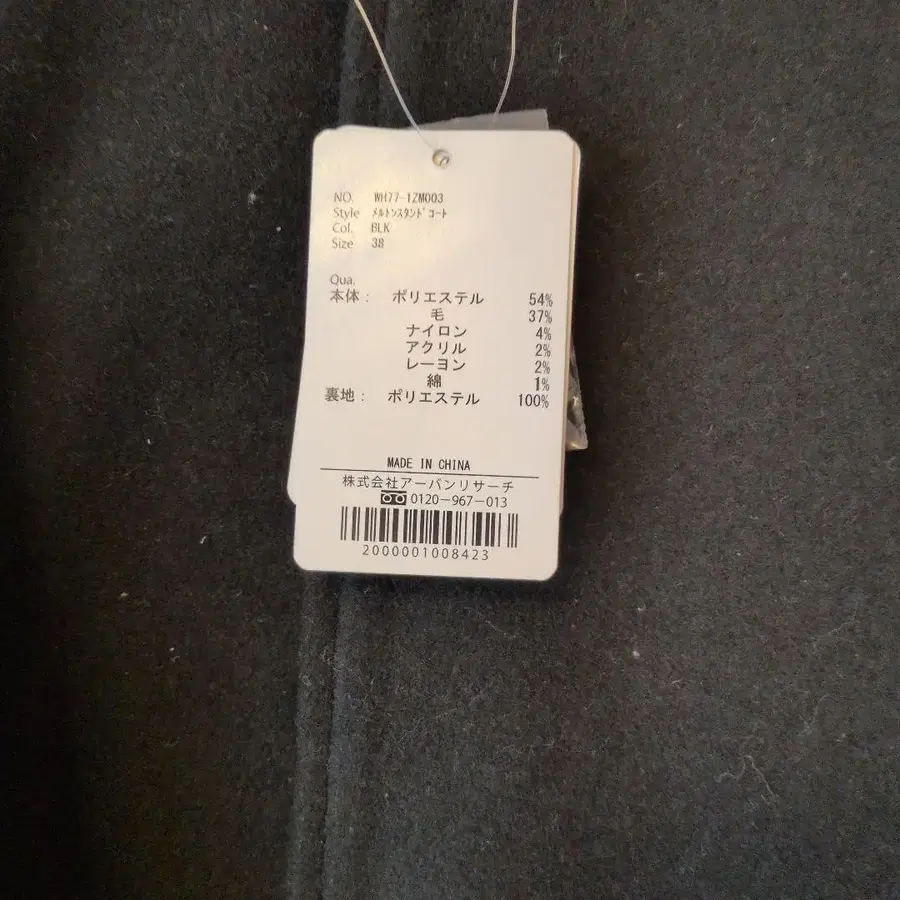 NO. WH77-1ZM003
Style ﾒﾙﾄﾝｽﾀﾝﾄﾞｺｰﾄ
Col. BLK
Size 38
Qua.
本体： ポリエステル 54%
毛 37%
ナイロン 4%
アクリル 2%
レーヨン 2%
綿 1%
裏地： ポリエステル 100%
MADE IN CHINA
株式会社アーバンリサーチ
0120-967-013
2000001008423